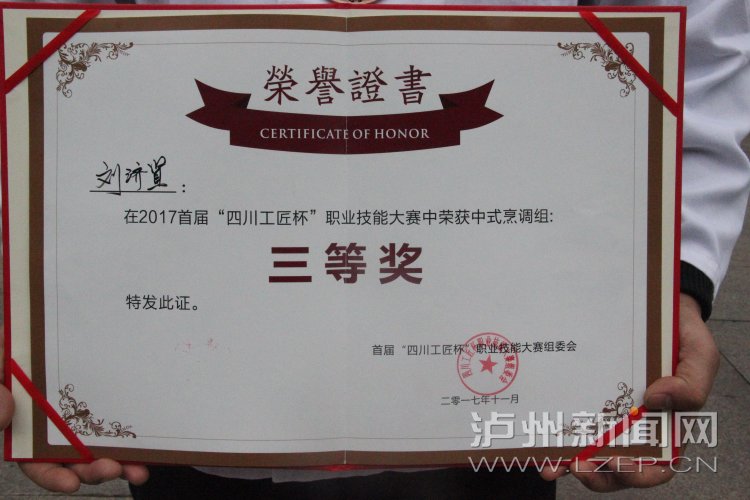 榮譽證書
CERTIFICATE OF HONOR
刘济贤：
在2017首届“四川工匠杯”职业技能大赛中荣获中式烹调组:
三等奖
特发此证。
首届“四川工匠杯”职业技能大赛组委会
二零一七年十一月
泸州新闻网
WWW.LZEP.CN